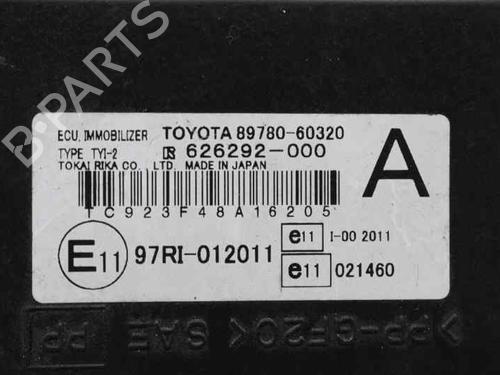 B-PARTS
ECU, IMMOBILIZER TOYOTA 89780-60320
TYPE TYI-2 R 626292-000
TOKAI RIKA CO., LTD. MADE IN JAPAN
A
TC923F48A16205
E11 97RI-012011
e11 I-00 2011
e11 021460
>PP-GF20< SAE PP